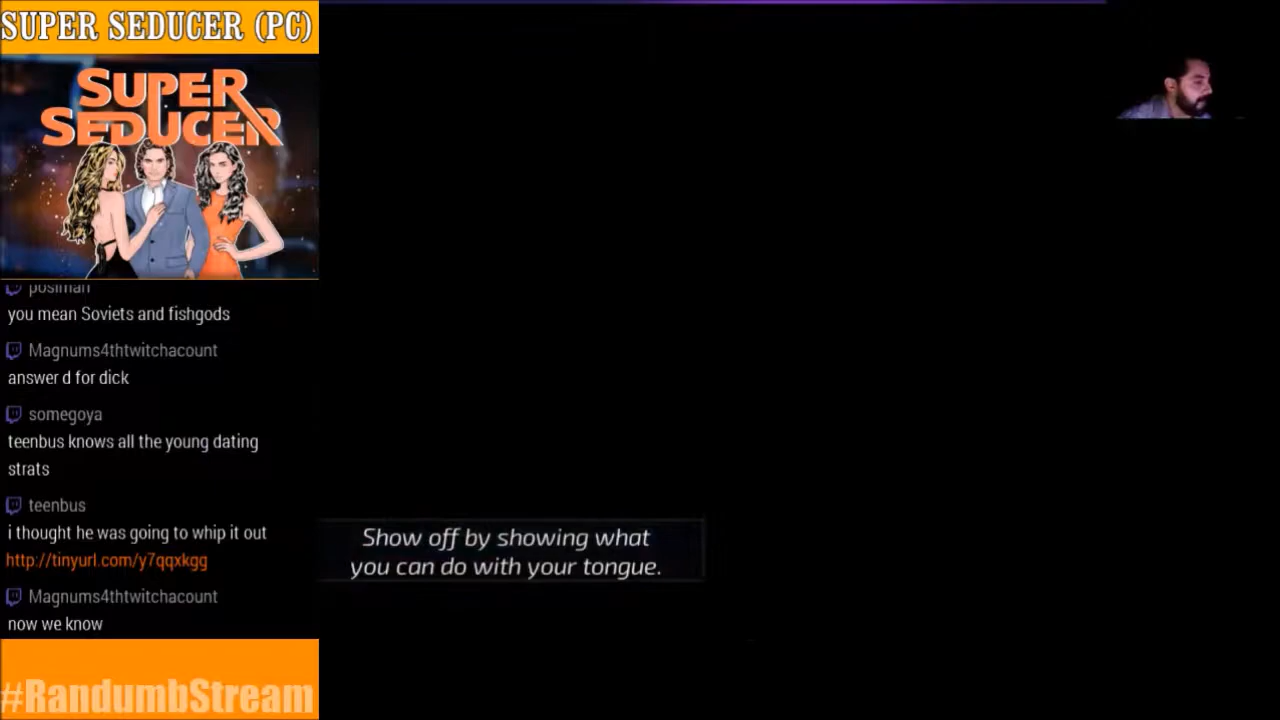 SUPER SEDUCER (PC)
SUPER
SEDUCER
posiman
you mean Soviets and fishgods
Magnums4thtwitchacount
answer d for dick
somegoya
teenbus knows all the young dating
strats
teenbus
i thought he was going to whip it out
http://tinyurl.com/y7qqxkgg
Magnums4thtwitchacount
now we know
#RandumbStream
Show off by showing what
you can do with your tongue.